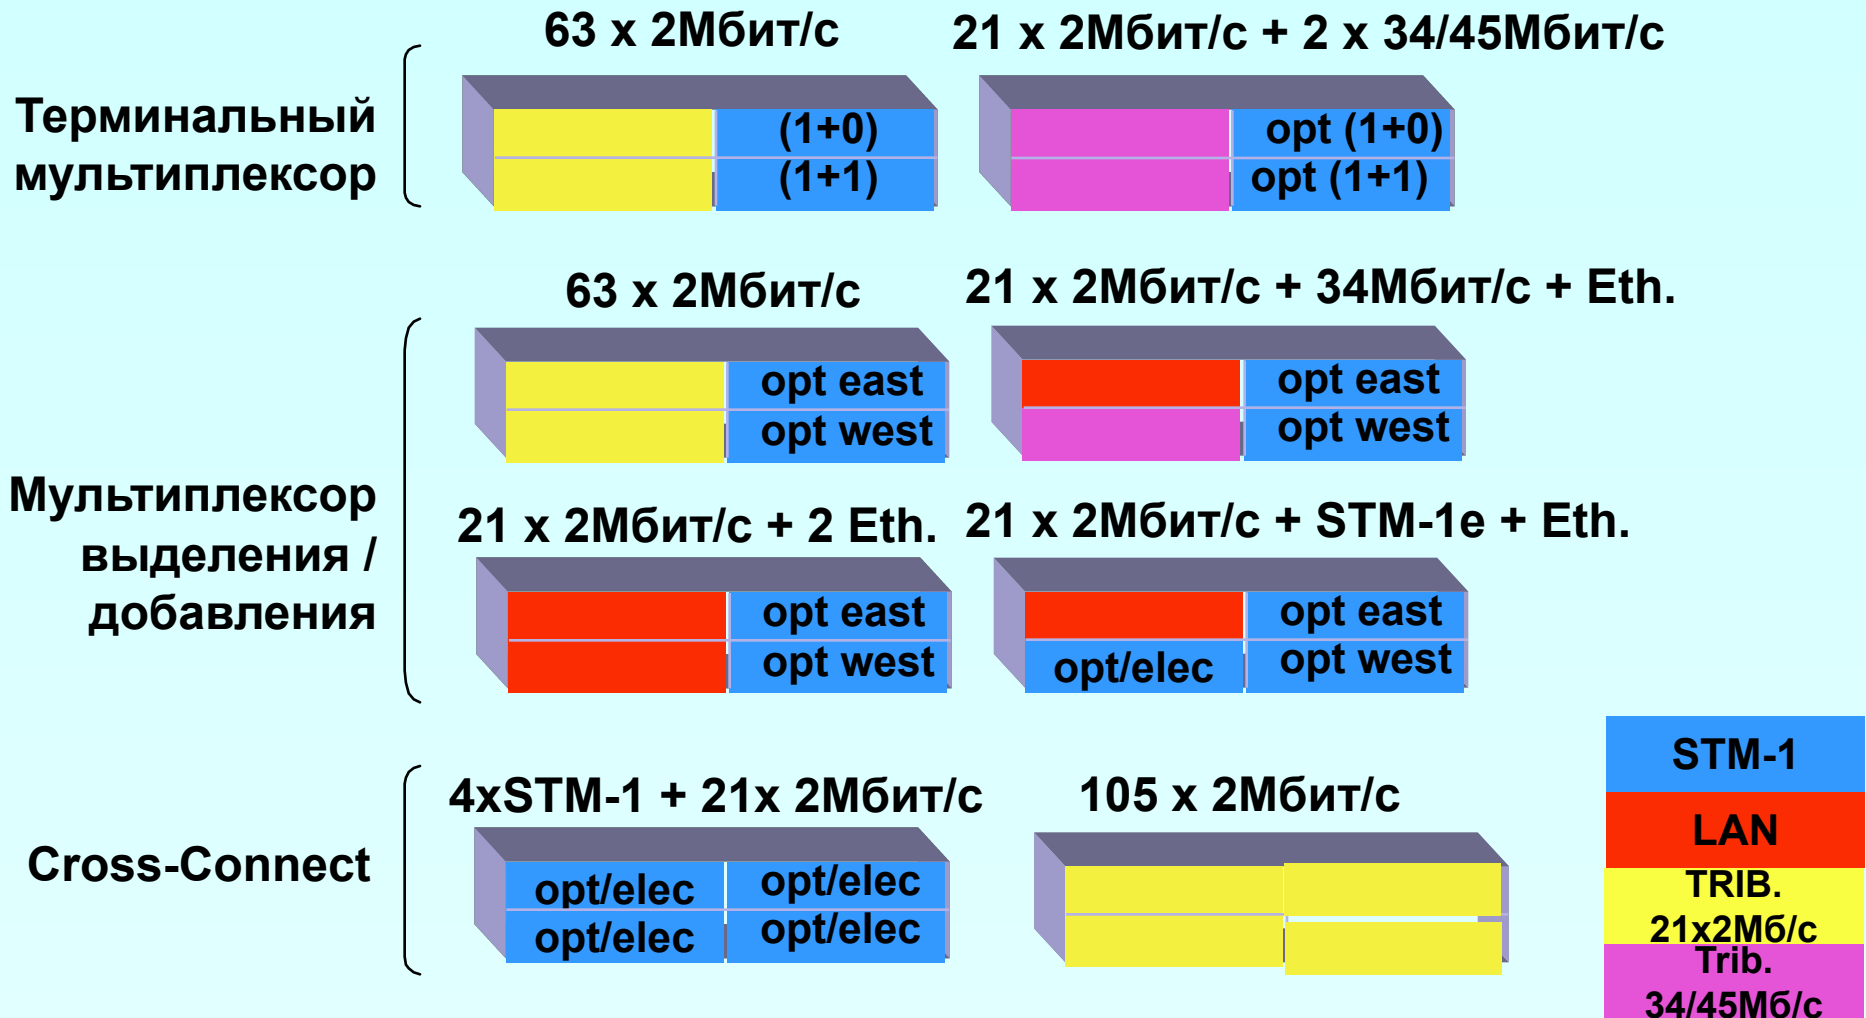 63 x 2Мбит/с
21 x 2Мбит/с + 2 x 34/45Мбит/с
Терминальный
мультиплексор
(1+0)
(1+1)
opt (1+0)
opt (1+1)
63 x 2Мбит/с
21 x 2Мбит/с + 34Мбит/с + Eth.
opt east
opt west
opt east
opt west
Мультиплексор
выделения /
добавления
21 x 2Мбит/с + 2 Eth.
21 x 2Мбит/с + STM-1e + Eth.
opt east
opt west
opt east
opt/elec
opt west
Cross-Connect
4xSTM-1 + 21x 2Мбит/с
105 x 2Мбит/с
opt/elec
opt/elec
opt/elec
opt/elec
STM-1
LAN
TRIB.
21x2Мб/с
Trib.
34/45Мб/с